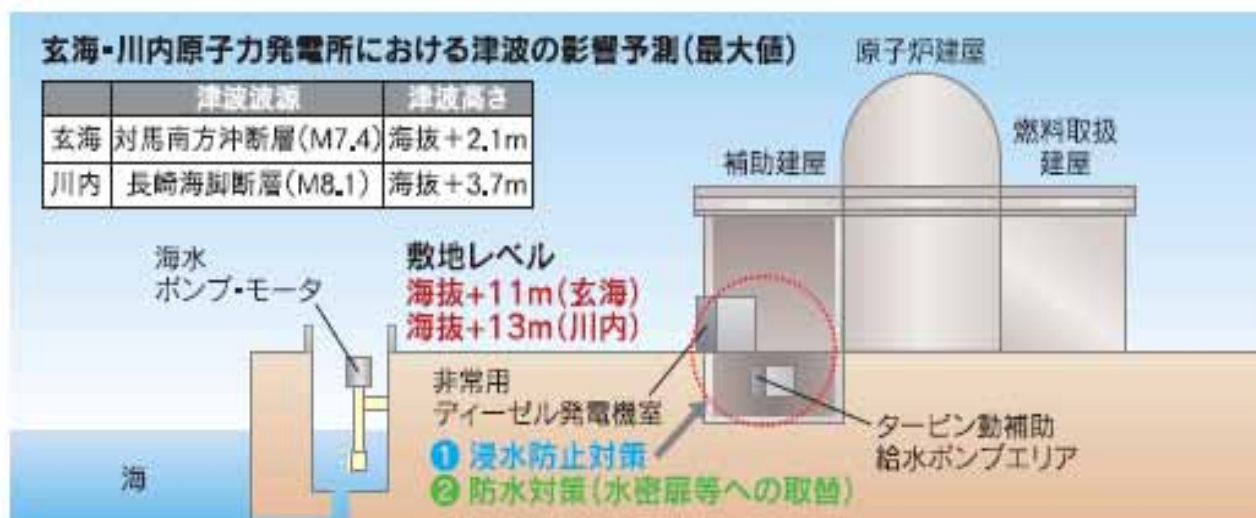 玄海・川内原子力発電所における津波の影響予測(最大値)
津波波源 津波高さ
玄海 対馬南方沖断層(M7.4) 海抜+2.1m
川内 長崎海脚断層(M8.1) 海抜+3.7m
原子炉建屋
燃料取扱
建屋
補助建屋
海水
ポンプ・モータ
敷地レベル
海抜+11m(玄海)
海抜+13m(川内)
非常用
ディーゼル発電機室
タービン動補助
給水ポンプエリア
❶ 浸水防止対策
❷ 防水対策(水密扉等への取替)
海